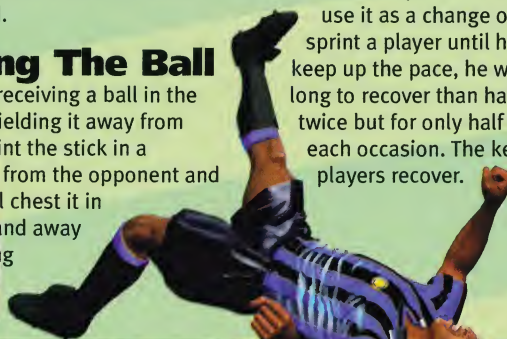 ng The Ball
receiving a ball in the
ielding it away from
int the stick in a
from the opponent and
l chest it in
and away
g
use it as a change o
sprint a player until h
keep up the pace, he w
long to recover than ha
twice but for only half
each occasion. The ke
players recover.